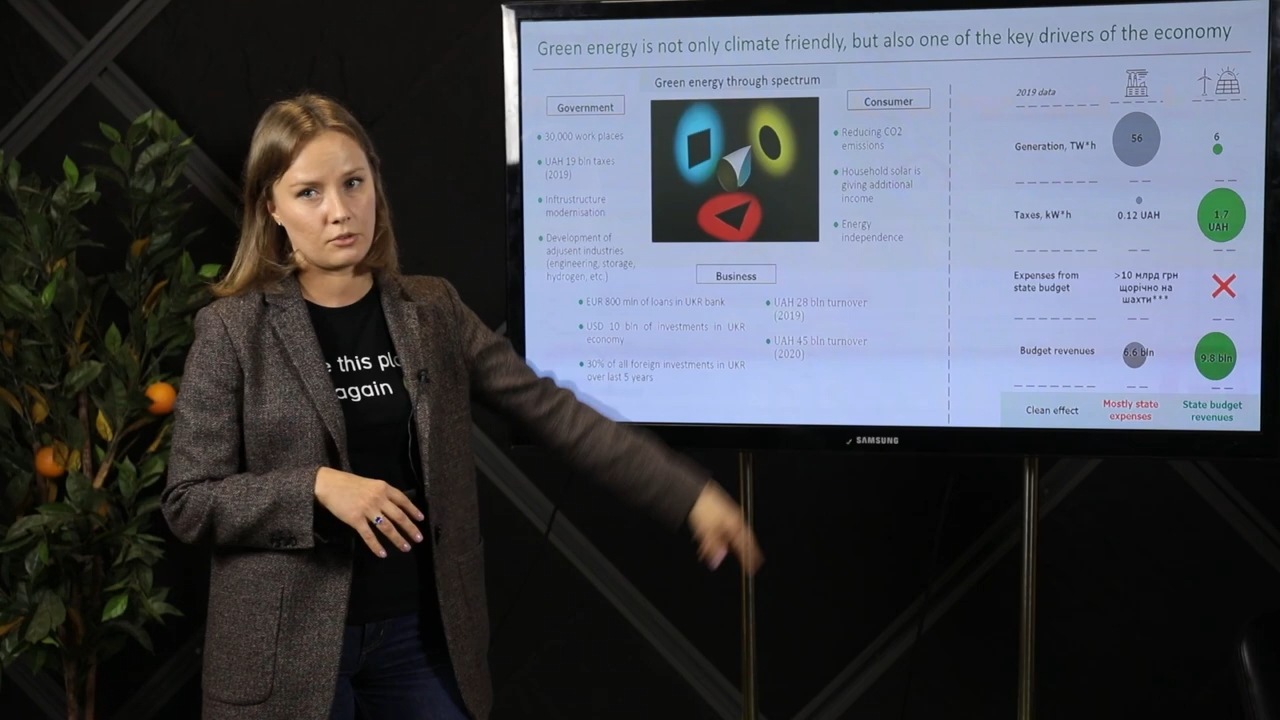 Green energy is not only climate friendly, but also one of the key drivers of the economy
Green energy through spectrum
Government
30,000 work places
UAH 19 bln taxes
(2019)
Inftrustructure
modernisation
Development of
adjusent industries
(engineering, storage,
hydrogen, etc.)
Consumer
Reducing CO2
emissions
Household solar is
giving additional
income
Energy
independence
Business
EUR 800 mln of loans in UKR bank
USD 10 bln of investments in UKR
economy
30% of all foreign investments in UKR
over last 5 years
UAH 28 bln turnover
(2019)
UAH 45 bln turnover
(2020)
2019 data
Generation, TW*h
56
6
Taxes, kW*h
0.12 UAH
1.7
UAH
Expenses from
state budget
>10 млрд грн
щорічно на
шахти***
Budget revenues
6.6 bln
9.8 bln
Clean effect
Mostly state
expenses
State budget
revenues
SAMSUNG
this
again